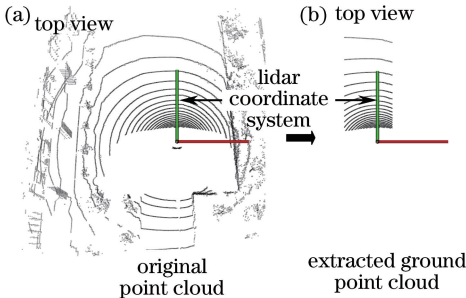 (a)
top view
(b) top view
lidar
coordinate
system
original
point cloud
extracted ground
point cloud